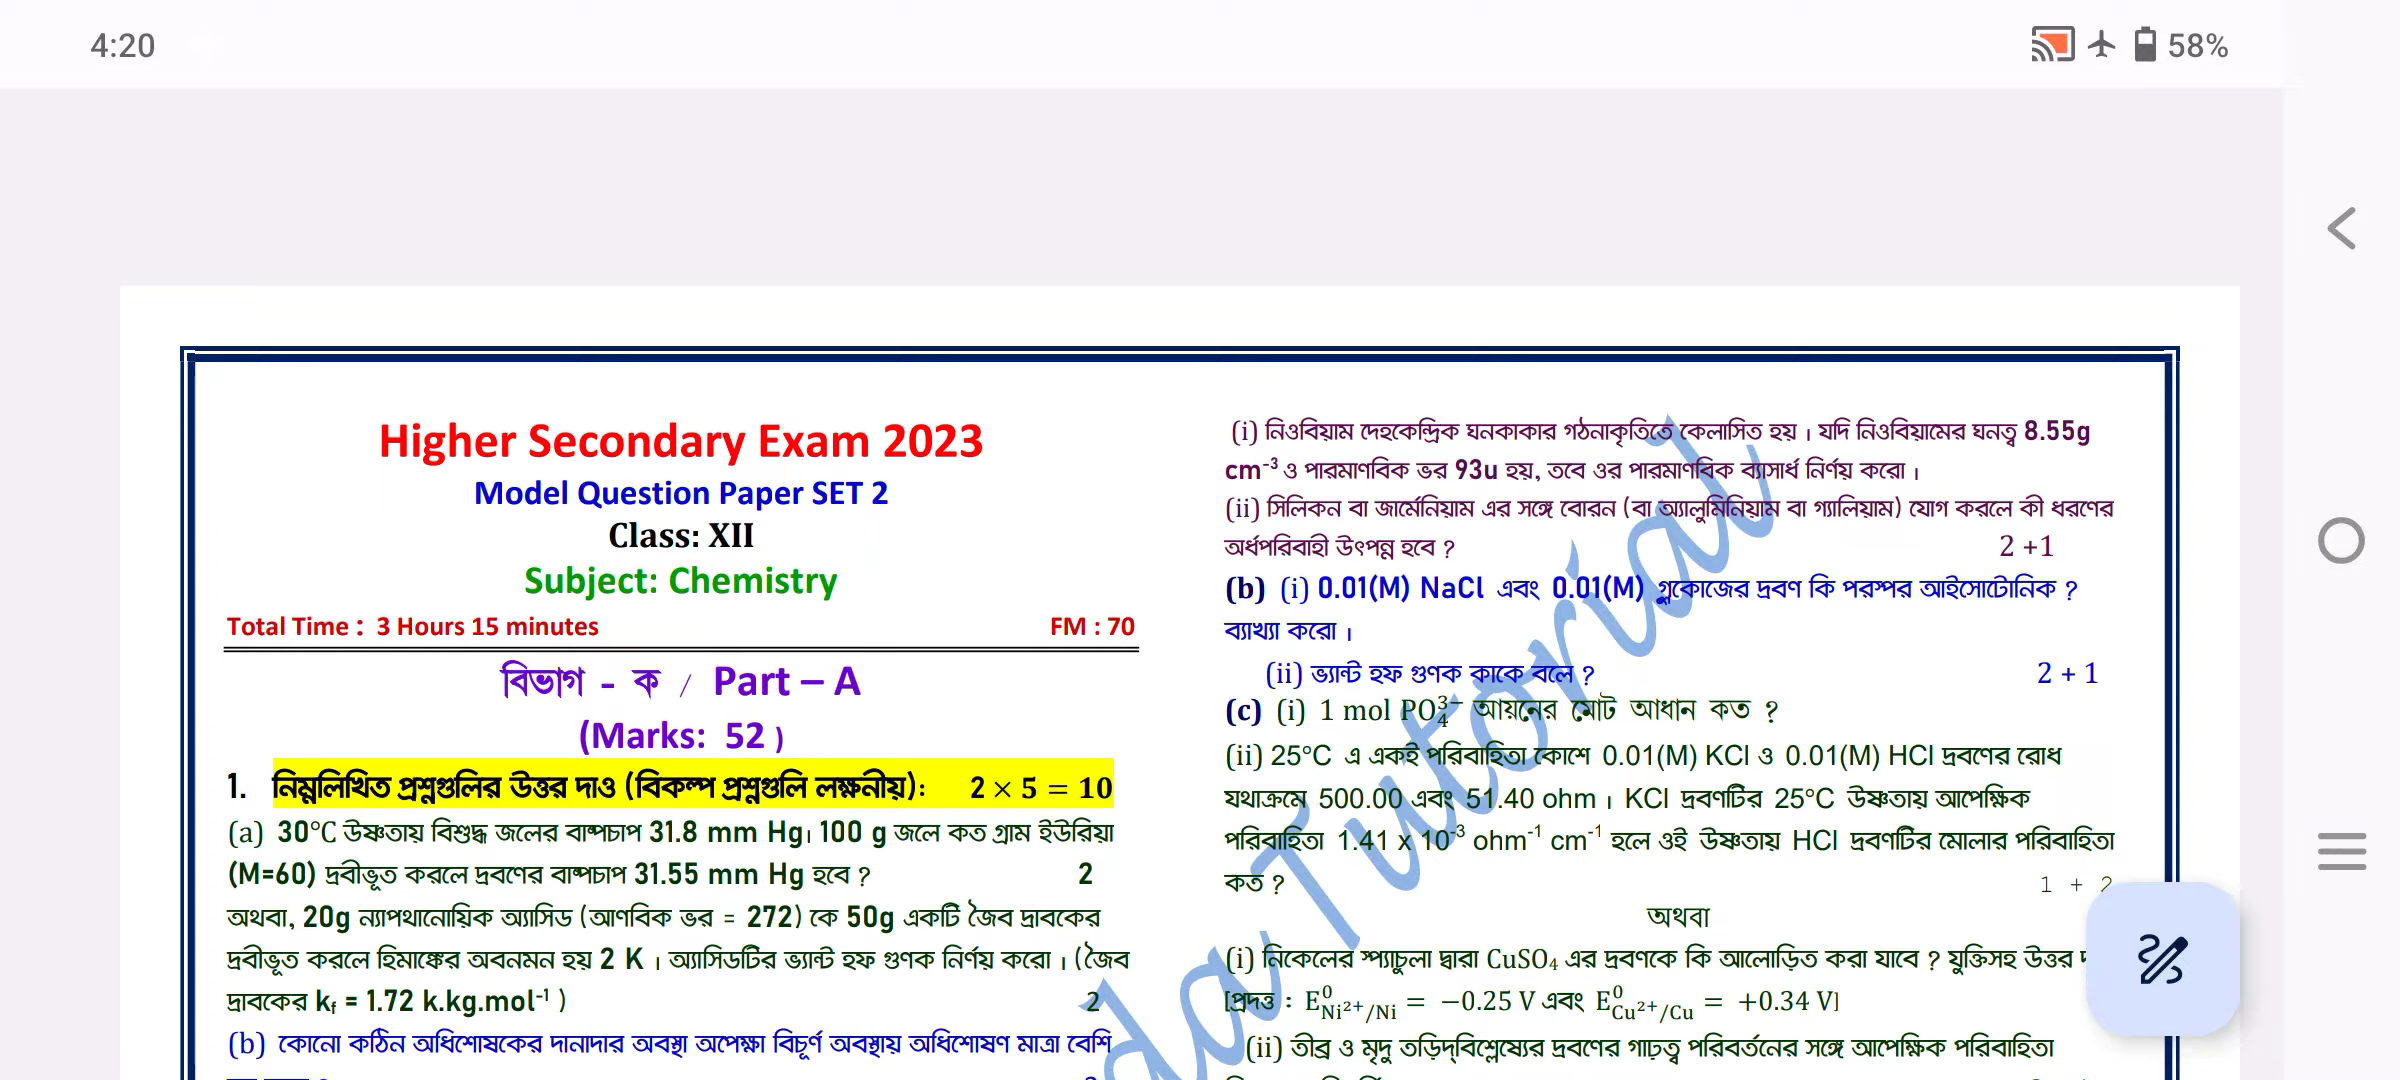 4:20
58%
Higher Secondary Exam 2023
Model Question Paper SET 2
Class: XII
Subject: Chemistry
Total Time : 3 Hours 15 minutes FM : 70
বিভাগ - ক / Part – A
(Marks: 52 )
1. নিম্নলিখিত প্রশ্নগুলির উত্তর দাও (বিকল্প প্রশ্নগুলি লক্ষনীয়): 2 × 5 = 10
(a) 30°C উষ্ণতায় বিশুদ্ধ জলের বাষ্পচাপ 31.8 mm Hg। 100 g জলে কত গ্রাম ইউরিয়া
(M=60) দ্রবীভূত করলে দ্রবণের বাষ্পচাপ 31.55 mm Hg হবে ? 2
অথবা, 20g ন্যাপথানোয়িক অ্যাসিড (আণবিক ভর = 272) কে 50g একটি জৈব দ্রাবকের
দ্রবীভূত করলে হিমাঙ্কের অবনমন হয় 2 K । অ্যাসিডটির ভ্যান্ট হফ গুণক নির্ণয় করো । (জৈব
দ্রাবকের kf = 1.72 k.kg.mol⁻¹ ) 2
(b) কোনো কঠিন অধিশোষকের দানাদার অবস্থা অপেক্ষা বিচূর্ণ অবস্থায় অধিশোষণ মাত্রা বেশি
(i) নিওবিয়াম দেহকেন্দ্রিক ঘনকাকার গঠনাকৃতিতে কেলাসিত হয় । যদি নিওবিয়ামের ঘনত্ব 8.55g
cm⁻³ ও পারমাণবিক ভর 93u হয়, তবে ওর পারমাণবিক ব্যাসার্ধ নির্ণয় করো ।
(ii) সিলিকন বা জার্মেনিয়াম এর সঙ্গে বোরন (বা অ্যালুমিনিয়াম বা গ্যালিয়াম) যোগ করলে কী ধরণের
অর্ধপরিবাহী উৎপন্ন হবে ? 2 +1
(b) (i) 0.01(M) NaCl এবং 0.01(M) গ্লুকোজের দ্রবণ কি পরস্পর আইসোটোনিক ?
ব্যাখ্যা করো ।
(ii) ভ্যান্ট হফ গুণক কাকে বলে ? 2 + 1
(c) (i) 1 mol PO₄³⁻ আয়নের মোট আধান কত ?
(ii) 25°C এ একই পরিবাহিতা কোশে 0.01(M) KCl ও 0.01(M) HCl দ্রবণের রোধ
যথাক্রমে 500.00 এবং 51.40 ohm । KCl দ্রবণটির 25°C উষ্ণতায় আপেক্ষিক
পরিবাহিতা 1.41 x 10⁻³ ohm⁻¹ cm⁻¹ হলে ওই উষ্ণতায় HCl দ্রবণটির মোলার পরিবাহিতা
কত ? 1 + 2
অথবা
(i) নিকেলের স্প্যাচুলা দ্বারা CuSO₄ এর দ্রবণকে কি আলোড়িত করা যাবে ? যুক্তিসহ উত্তর
[প্রদত্ত : E⁰Ni²⁺/Ni = −0.25 V এবং E⁰Cu²⁺/Cu = +0.34 V]
(ii) তীব্র ও মৃদু তড়িদ্‌বিশ্লেষ্যের দ্রবণের গাঢ়ত্ব পরিবর্তনের সঙ্গে আপেক্ষিক পরিবাহিতা
da Tutorial